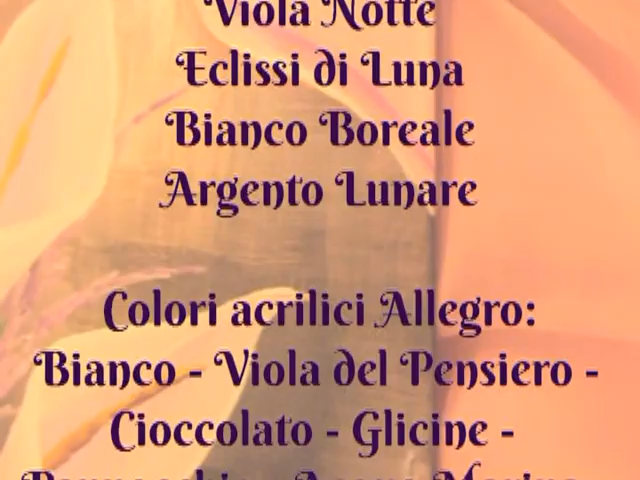 Viola Notte
Eclissi di Luna
Bianco Boreale
Argento Lunare
Colori acrilici Allegro:
Bianco - Viola del Pensiero -
Cioccolato - Glicine -